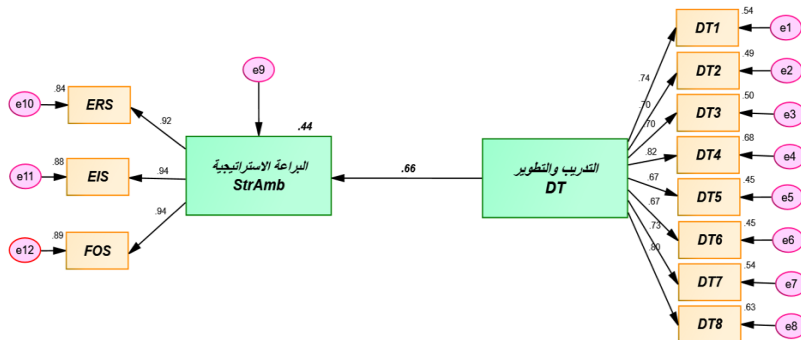 .84
e10
ERS
.92
.88
e11
EIS
.94
.89
e12
FOS
.94
e9
.44
البراعة الاستراتيجية
StrAmb
.66
التدريب والتطوير
DT
.74
.70
.70
.82
.67
.67
.73
.80
.54
DT1
e1
.49
DT2
e2
.50
DT3
e3
.68
DT4
e4
.45
DT5
e5
.45
DT6
e6
.54
DT7
e7
.63
DT8
e8